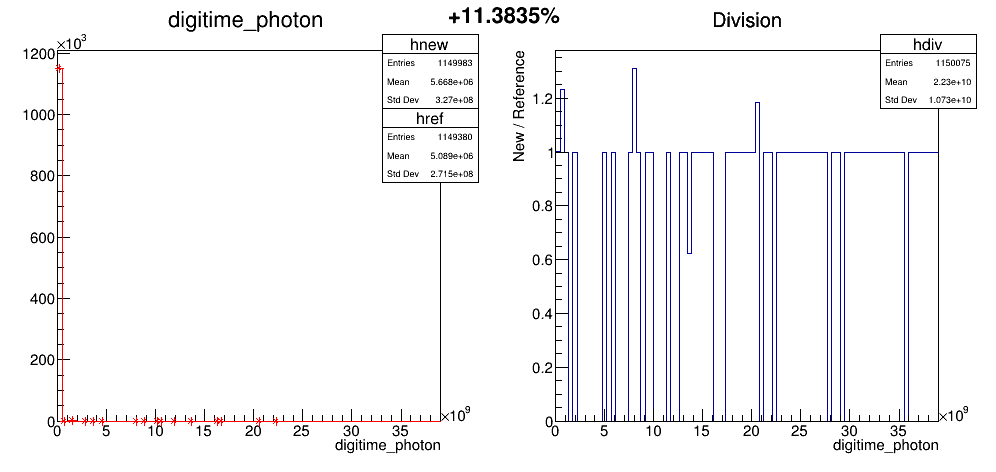 +11.3835%
digitime_photon
×10³
1200
1000
800
600
400
200
0
0 5 10 15 20 25 30 35
×10⁹
digitime_photon
hnew
Entries 1149983
Mean 5.668e+06
Std Dev 3.27e+08
href
Entries 1149380
Mean 5.089e+06
Std Dev 2.715e+08
Division
New / Reference
1.2
1
0.8
0.6
0.4
0.2
0
0 5 10 15 20 25 30 35
×10⁹
digitime_photon
hdiv
Entries 1150075
Mean 2.23e+10
Std Dev 1.073e+10